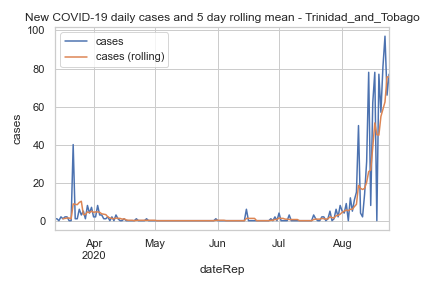 New COVID-19 daily cases and 5 day rolling mean - Trinidad_and_Tobago
cases
cases (rolling)
100
80
60
40
20
0
cases
Apr
2020
May
Jun
Jul
Aug
dateRep